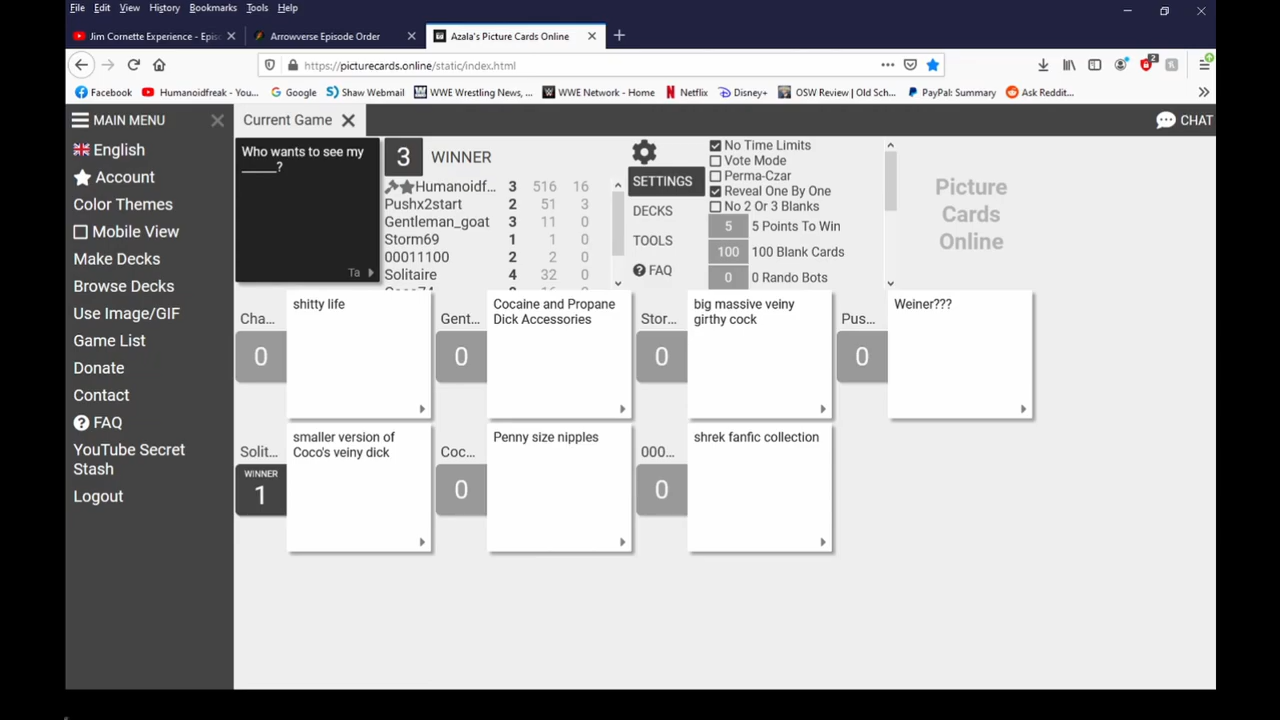 File Edit View History Bookmarks Tools Help
Jim Cornette Experience - Epis
Arrowverse Episode Order
Azala's Picture Cards Online
https://picturecards.online/static/index.html
2
Facebook Humanoidfreak - You... Google Shaw Webmail WWE Wrestling News, ... WWE Network - Home Netflix Disney+ OSW Review | Old Sch... PayPal: Summary Ask Reddit...
MAIN MENU
English
Account
Color Themes
Mobile View
Make Decks
Browse Decks
Use Image/GIF
Game List
Donate
Contact
FAQ
YouTube Secret
Stash
Logout
Current Game
CHAT
Who wants to see my
_____?
Ta
3 WINNER
Humanoidf... 3 516 16
Pushx2start 2 51 3
Gentleman_goat 3 11 0
Storm69 1 1 0
00011100 2 2 0
Solitaire 4 32 0
SETTINGS
DECKS
TOOLS
FAQ
No Time Limits
Vote Mode
Perma-Czar
Reveal One By One
No 2 Or 3 Blanks
5 5 Points To Win
100 100 Blank Cards
0 0 Rando Bots
Picture
Cards
Online
Cha...
0
shitty life
Gent...
0
Cocaine and Propane
Dick Accessories
Stor...
0
big massive veiny
girthy cock
Pus...
0
Weiner???
Solit...
WINNER
1
smaller version of
Coco's veiny dick
Coc...
0
Penny size nipples
000...
0
shrek fanfic collection